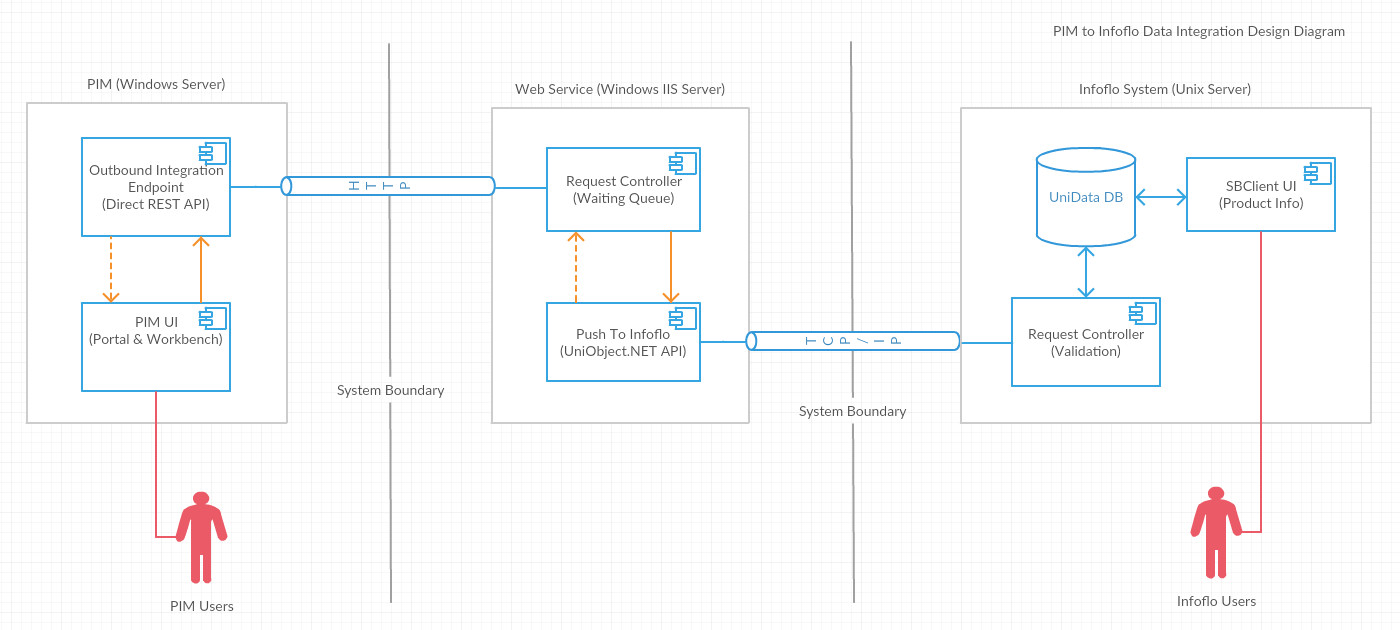 PIM to Infoflo Data Integration Design Diagram
PIM (Windows Server)
Outbound Integration
Endpoint
(Direct REST API)
PIM UI
(Portal & Workbench)
PIM Users
HTTP
System Boundary
Web Service (Windows IIS Server)
Request Controller
(Waiting Queue)
Push To Infoflo
(UniObject.NET API)
TCP/IP
System Boundary
Infoflo System (Unix Server)
UniData DB
SBClient UI
(Product Info)
Request Controller
(Validation)
Infoflo Users